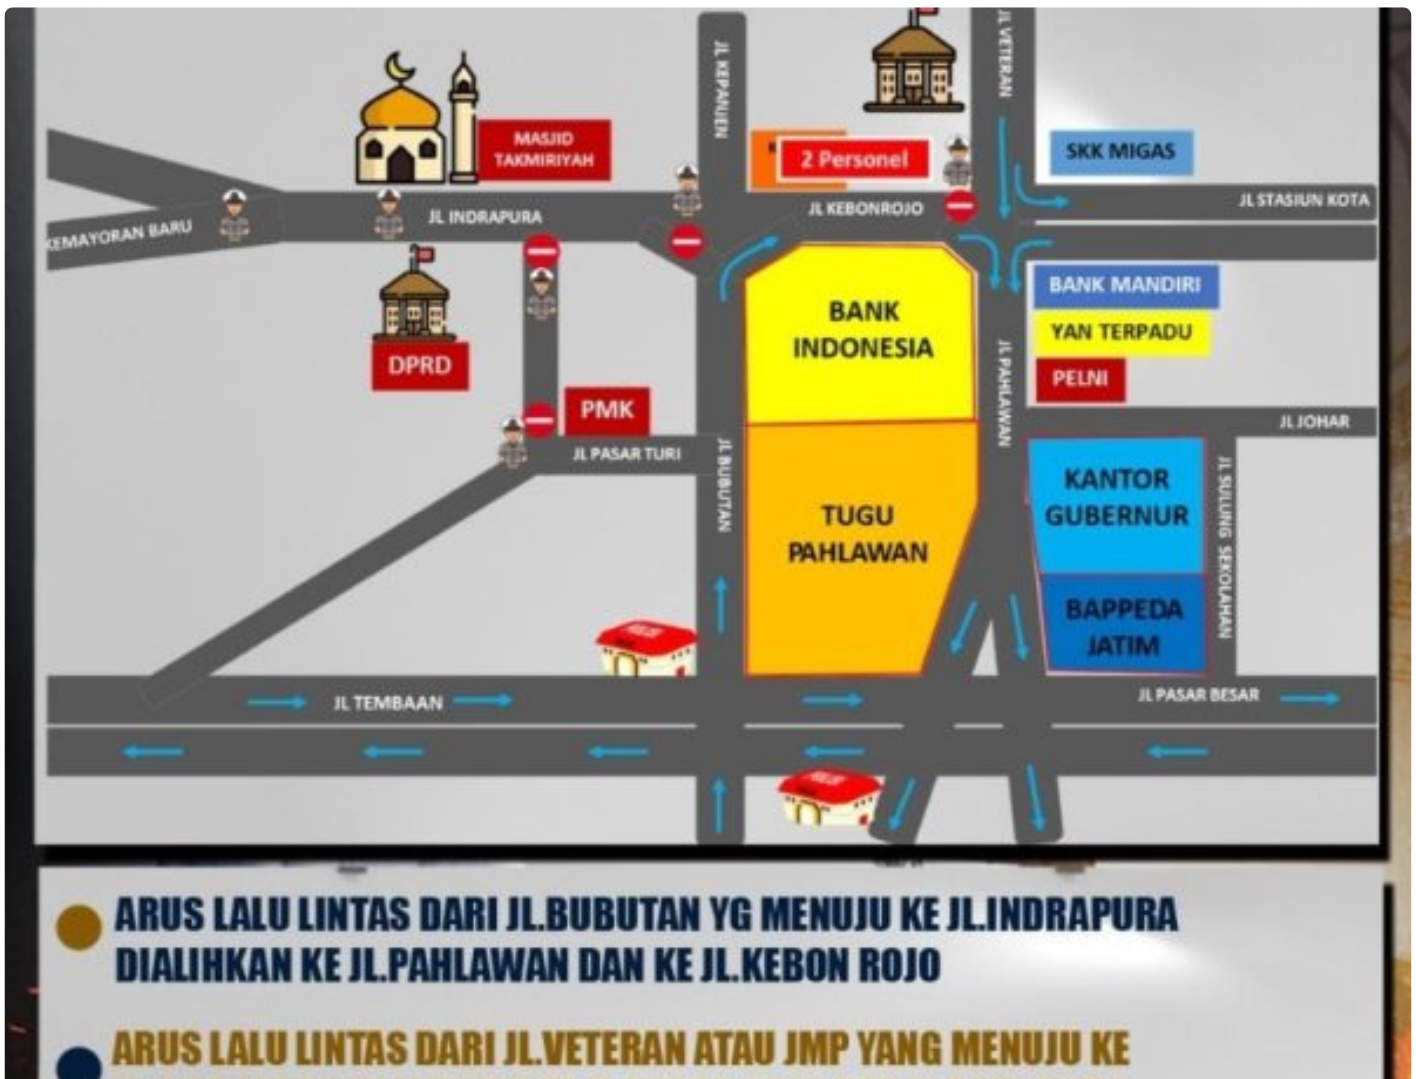 JL KEPANJEN
JL VETERAN
MASJID
TAKMIRIYAH
2 Personel
SKK MIGAS
JL STASIUN KOTA
JL INDRAPURA
JL KEBONROJO
KEMAYORAN BARU
BANK
INDONESIA
BANK MANDIRI
YAN TERPADU
PELNI
DPRD
PMK
JL PAHLAWAN
JL JOHAR
JL PASAR TURI
JL BUBUTAN
TUGU
PAHLAWAN
KANTOR
GUBERNUR
JL SULUNG SEKOLAHAN
BAPPEDA
JATIM
JL TEMBAAN
JL PASAR BESAR
ARUS LALU LINTAS DARI JL.BUBUTAN YG MENUJU KE JL.INDRAPURA
DIALIHKAN KE JL.PAHLAWAN DAN KE JL.KEBON ROJO
ARUS LALU LINTAS DARI JL.VETERAN ATAU JMP YANG MENUJU KE